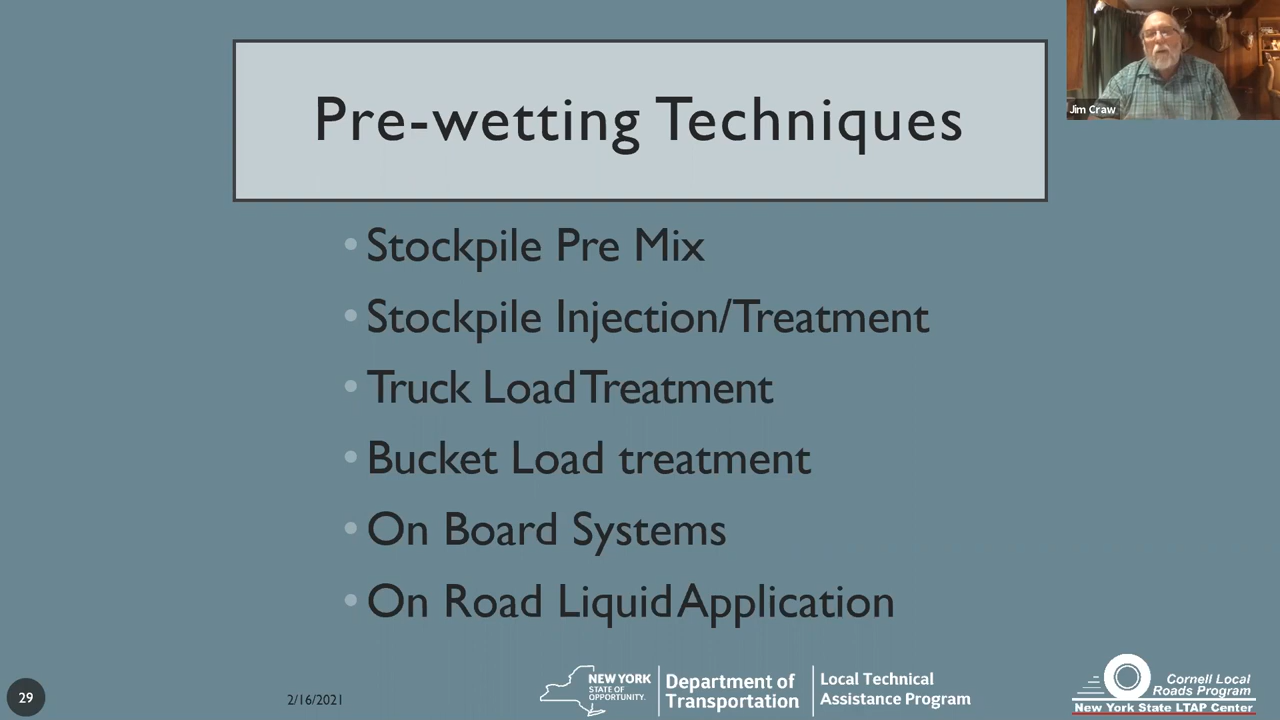 Pre-wetting Techniques
Jim Craw
• Stockpile Pre Mix
• Stockpile Injection/Treatment
• Truck Load Treatment
• Bucket Load treatment
• On Board Systems
• On Road Liquid Application
29
2/16/2021
NEW YORK
STATE OF
OPPORTUNITY.
Department of
Transportation
Local Technical
Assistance Program
Cornell Local
Roads Program
New York State LTAP Center